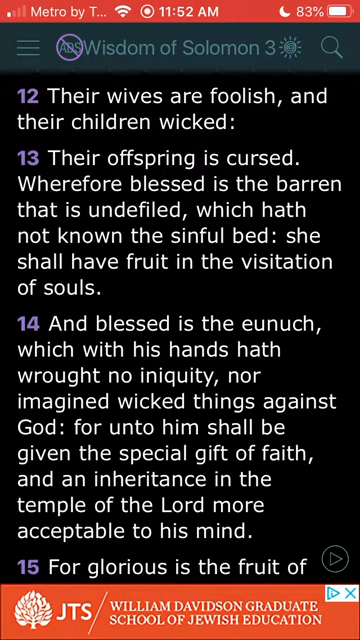 Metro by T... 11:52 AM 83%
ADS Wisdom of Solomon 3
12 Their wives are foolish, and
their children wicked:
13 Their offspring is cursed.
Wherefore blessed is the barren
that is undefiled, which hath
not known the sinful bed: she
shall have fruit in the visitation
of souls.
14 And blessed is the eunuch,
which with his hands hath
wrought no iniquity, nor
imagined wicked things against
God: for unto him shall be
given the special gift of faith,
and an inheritance in the
temple of the Lord more
acceptable to his mind.
15 For glorious is the fruit of
JTS / WILLIAM DAVIDSON GRADUATE
SCHOOL OF JEWISH EDUCATION